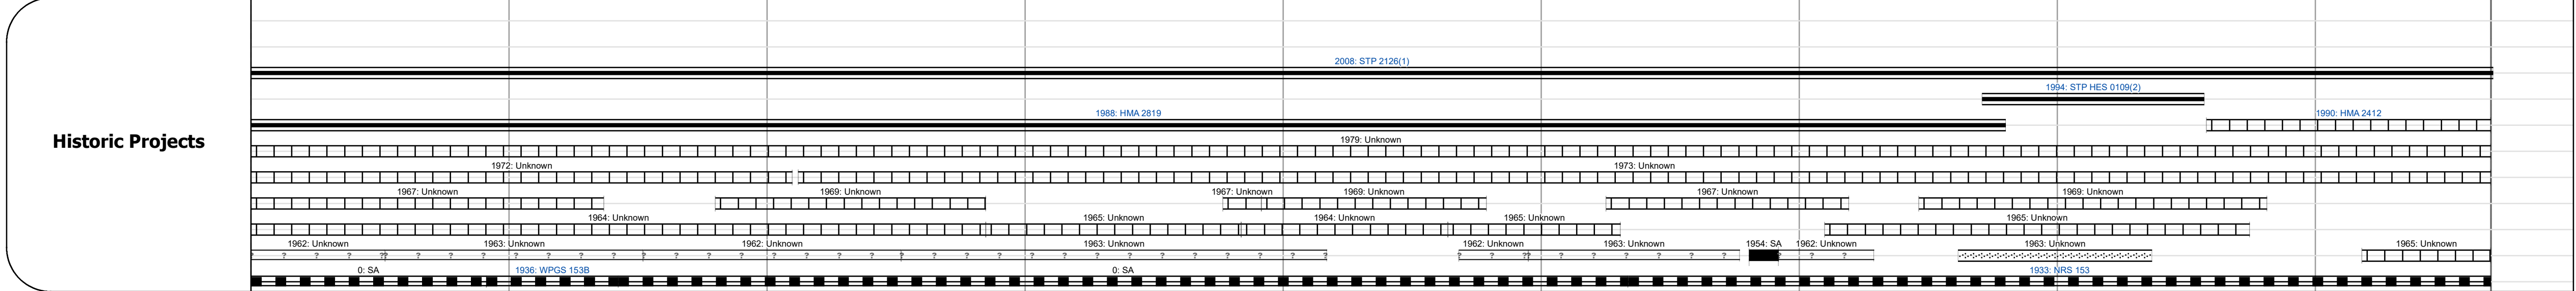 2008: STP 2126(1)
1994: STP HES 0109(2)
1988: HMA 2819 1990: HMA 2412
Historic Projects
1979: Unknown
1972: Unknown 1973: Unknown
1967: Unknown 1969: Unknown 1967: Unknown 1969: Unknown 1967: Unknown 1969: Unknown
1964: Unknown 1965: Unknown 1964: Unknown 1965: Unknown 1965: Unknown
1962: Unknown 1963: Unknown 1962: Unknown 1963: Unknown 1962: Unknown 1963: Unknown 1954: SA 1962: Unknown 1963: Unknown 1965: Unknown
0: SA 1936: WPGS 153B 0: SA 1933: NRS 153